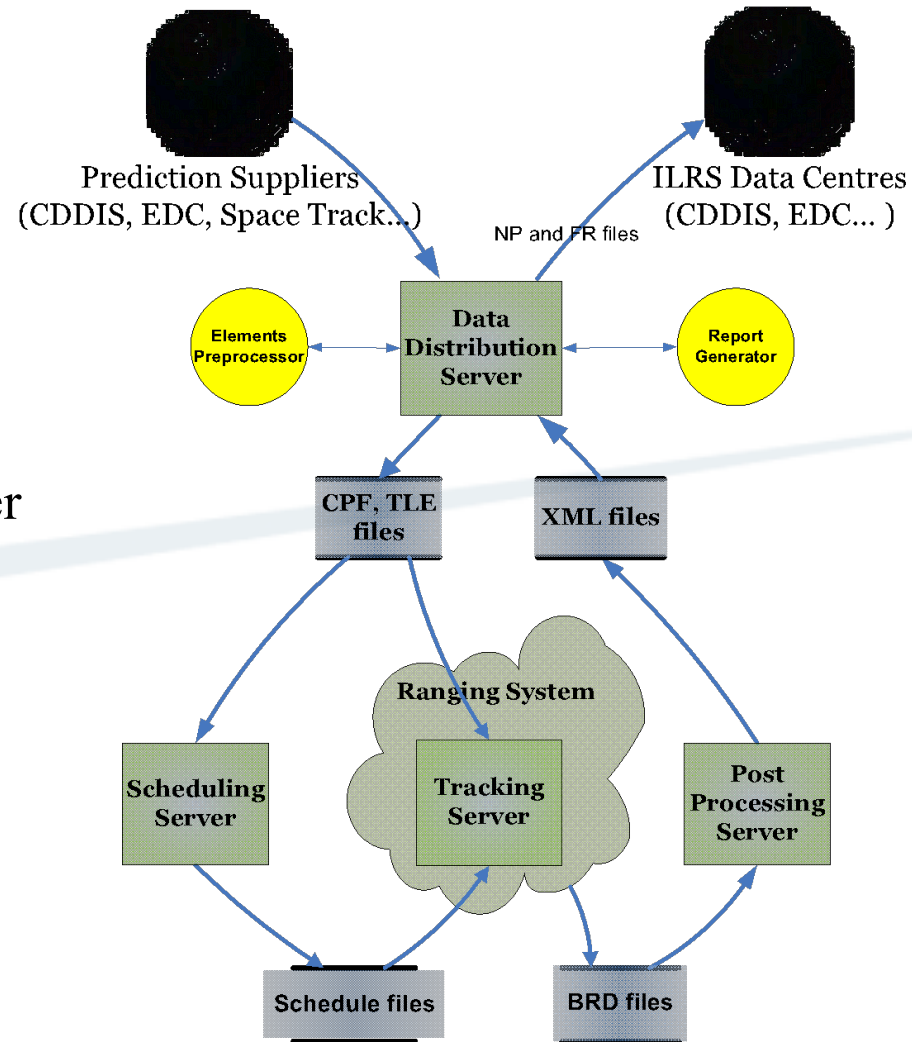 Prediction Suppliers
(CDDIS, EDC, Space Track...)
ILRS Data Centres
(CDDIS, EDC... )
NP and FR files
Elements
Preprocessor
Data
Distribution
Server
Report
Generator
er
CPF, TLE
files
XML files
Ranging System
Scheduling
Server
Tracking
Server
Post
Processing
Server
Schedule files
BRD files